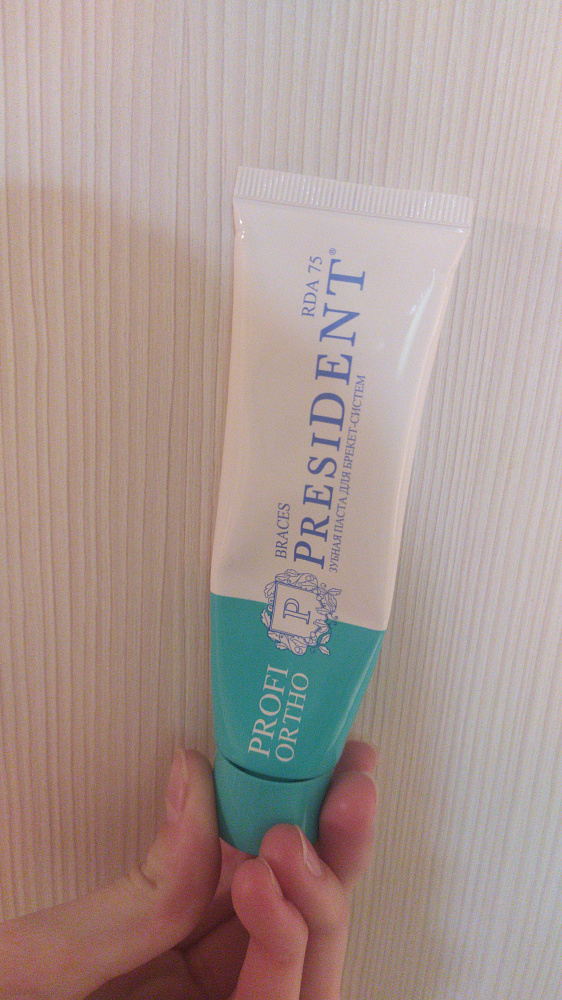 BRACES RDA 75
PRESIDENT®
ЗУБНАЯ ПАСТА ДЛЯ БРЕКЕТ-СИСТЕМ
P
PROFI
ORTHO